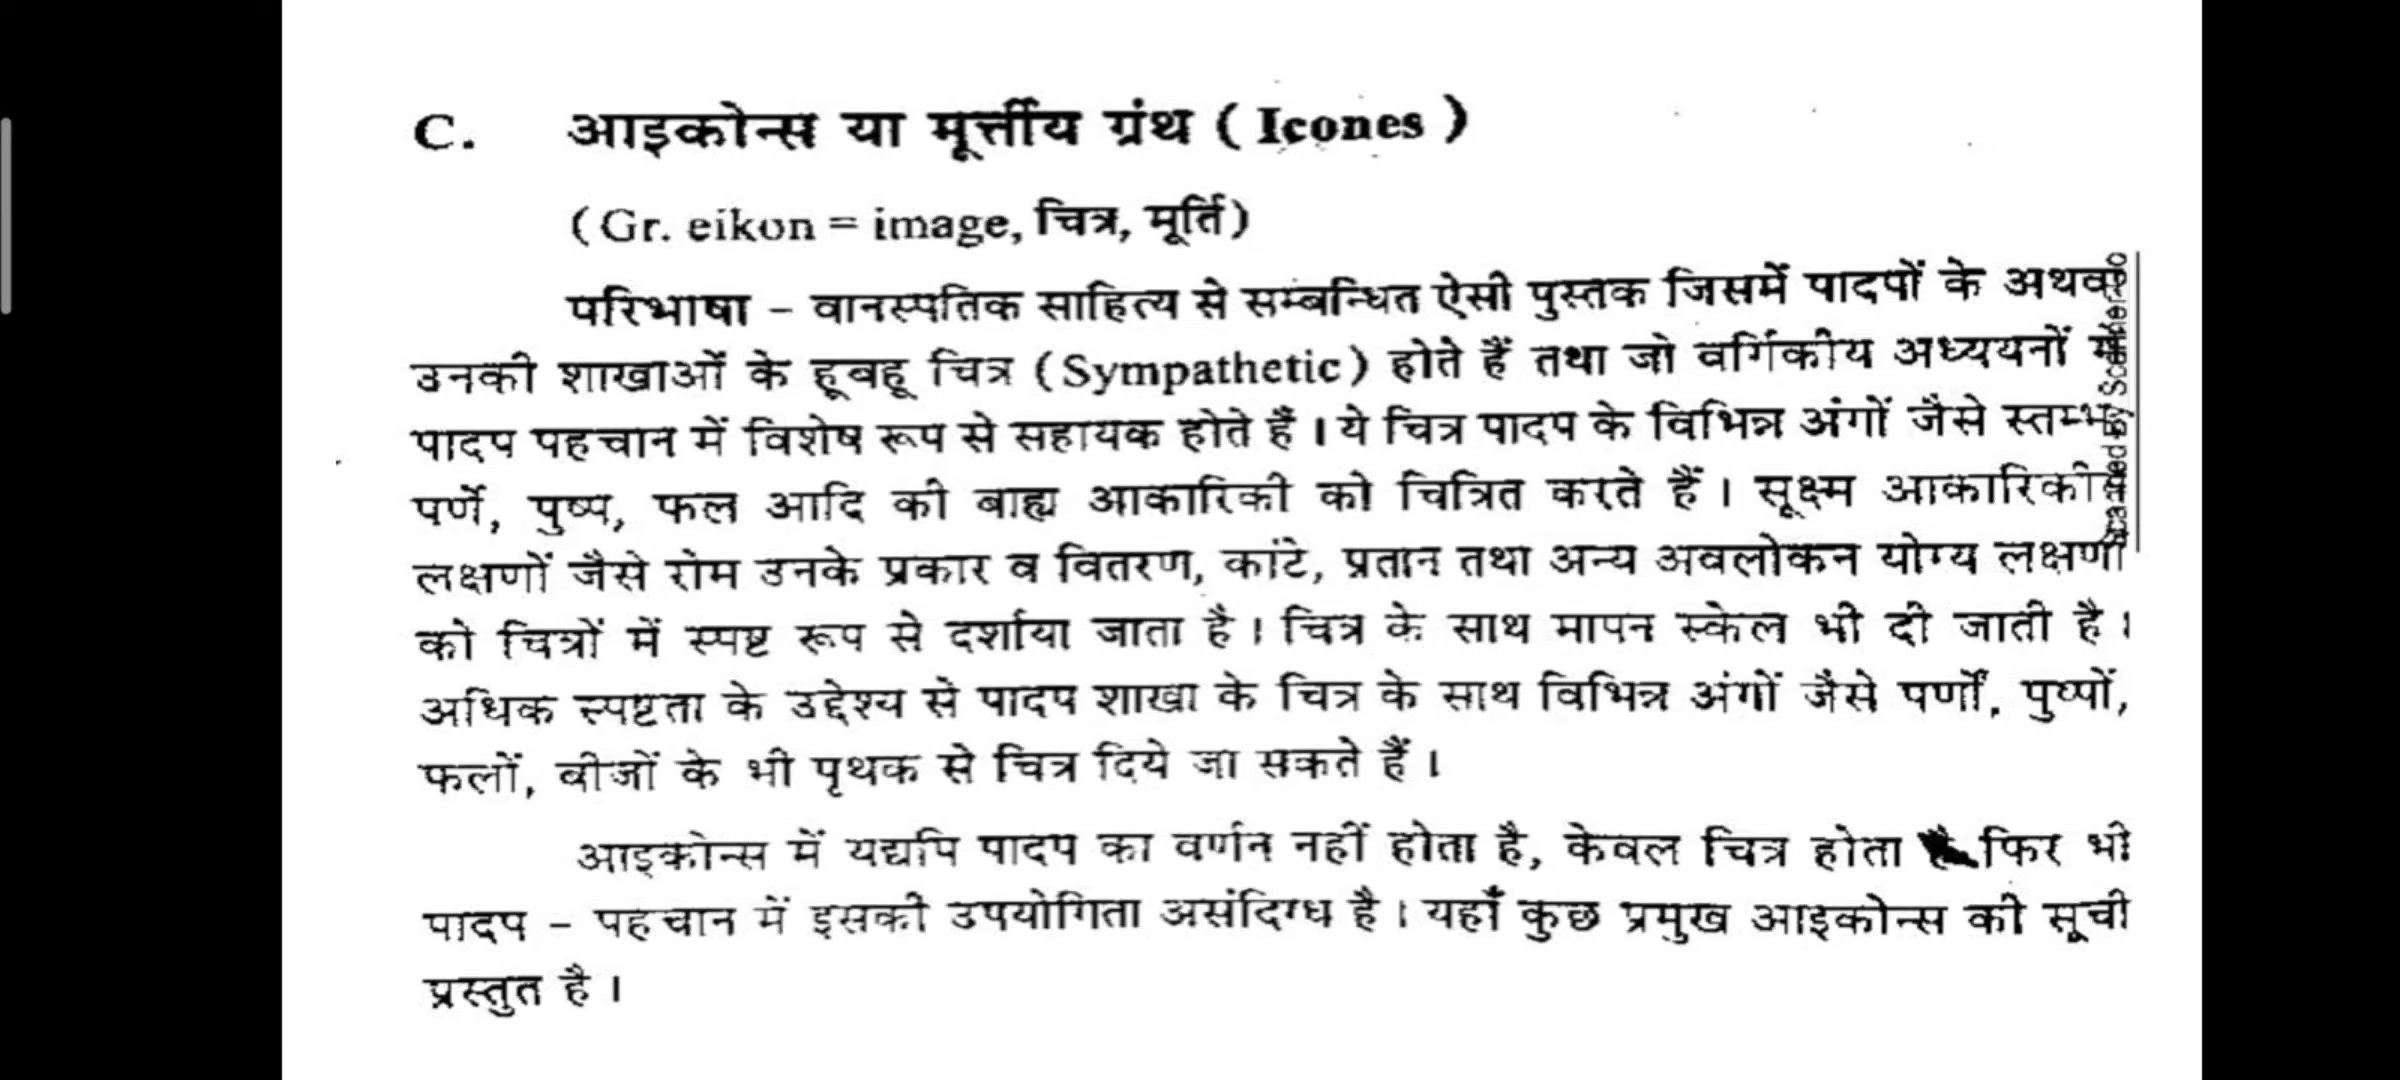 C. आइकोन्स या मूर्त्तीय ग्रंथ ( Icones )
( Gr. eikon = image, चित्र, मूर्ति)
परिभाषा – वानस्पतिक साहित्य से सम्बन्धित ऐसी पुस्तक जिसमें पादपों के अथवा
उनकी शाखाओं के हूबहू चित्र ( Sympathetic ) होते हैं तथा जो वर्गिकीय अध्ययनों में
पादप पहचान में विशेष रूप से सहायक होते हैं । ये चित्र पादप के विभिन्न अंगों जैसे स्तम्भ
पर्णे, पुष्प, फल आदि की बाह्य आकारिकी को चित्रित करते हैं । सूक्ष्म आकारिकीय
लक्षणों जैसे रोम उनके प्रकार व वितरण, कांटे, प्रतान तथा अन्य अवलोकन योग्य लक्षणों
को चित्रों में स्पष्ट रूप से दर्शाया जाता है । चित्र के साथ मापन स्केल भी दी जाती है ।
अधिक स्पष्टता के उद्देश्य से पादप शाखा के चित्र के साथ विभिन्न अंगों जैसे पर्णों, पुष्पों,
फलों, बीजों के भी पृथक से चित्र दिये जा सकते हैं ।
आइकोन्स में यद्यपि पादप का वर्णन नहीं होता है, केवल चित्र होता है फिर भी
पादप – पहचान में इसकी उपयोगिता असंदिग्ध है । यहाँ कुछ प्रमुख आइकोन्स की सूची
प्रस्तुत है ।